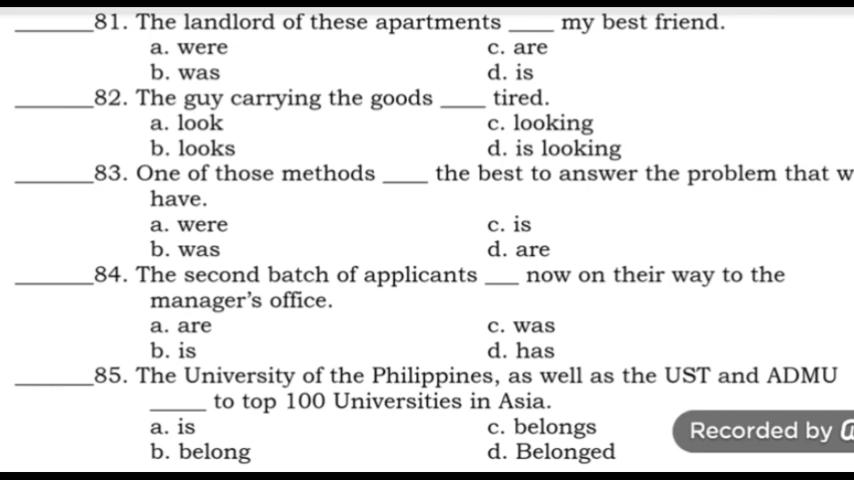 _______81. The landlord of these apartments ____ my best friend.
a. were c. are
b. was d. is
_______82. The guy carrying the goods ____ tired.
a. look c. looking
b. looks d. is looking
_______83. One of those methods ____ the best to answer the problem that w
have.
a. were c. is
b. was d. are
_______84. The second batch of applicants ___ now on their way to the
manager's office.
a. are c. was
b. is d. has
_______85. The University of the Philippines, as well as the UST and ADMU
_____ to top 100 Universities in Asia.
a. is c. belongs
b. belong d. Belonged
Recorded by